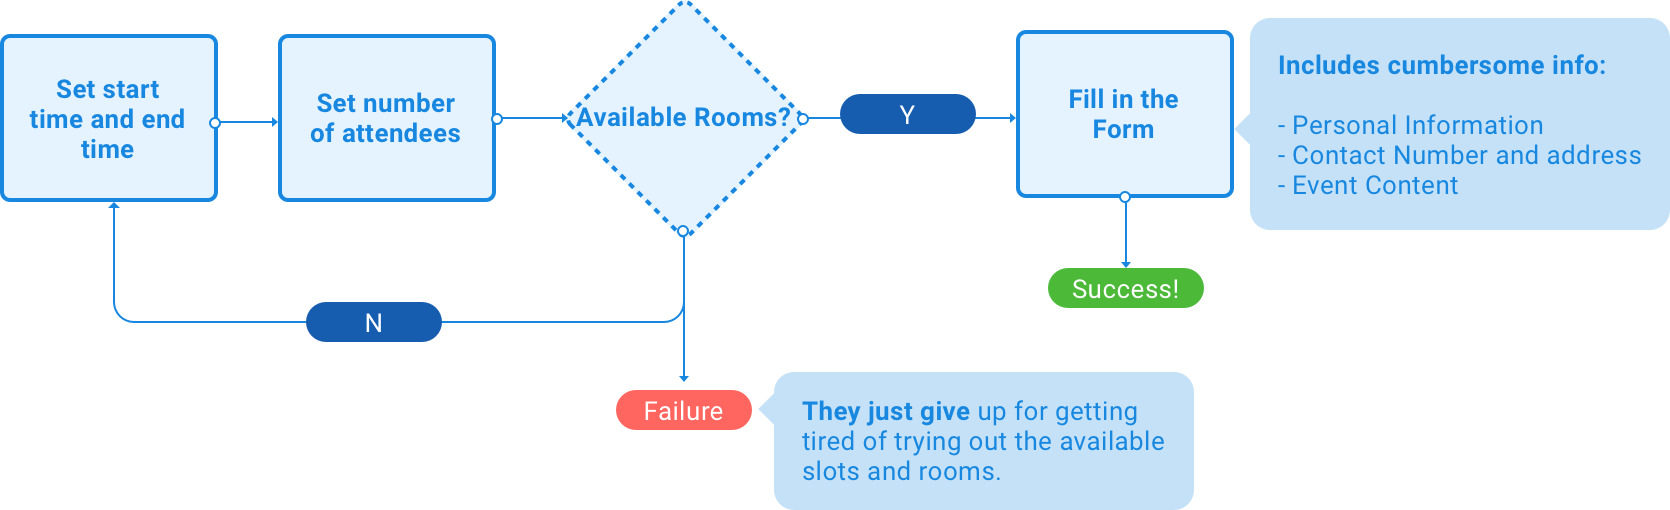 Set start
time and end
time
Set number
of attendees
Available Rooms?
Y
Fill in the
Form
Includes cumbersome info:
- Personal Information
- Contact Number and address
- Event Content
Success!
N
Failure
They just give up for getting
tired of trying out the available
slots and rooms.